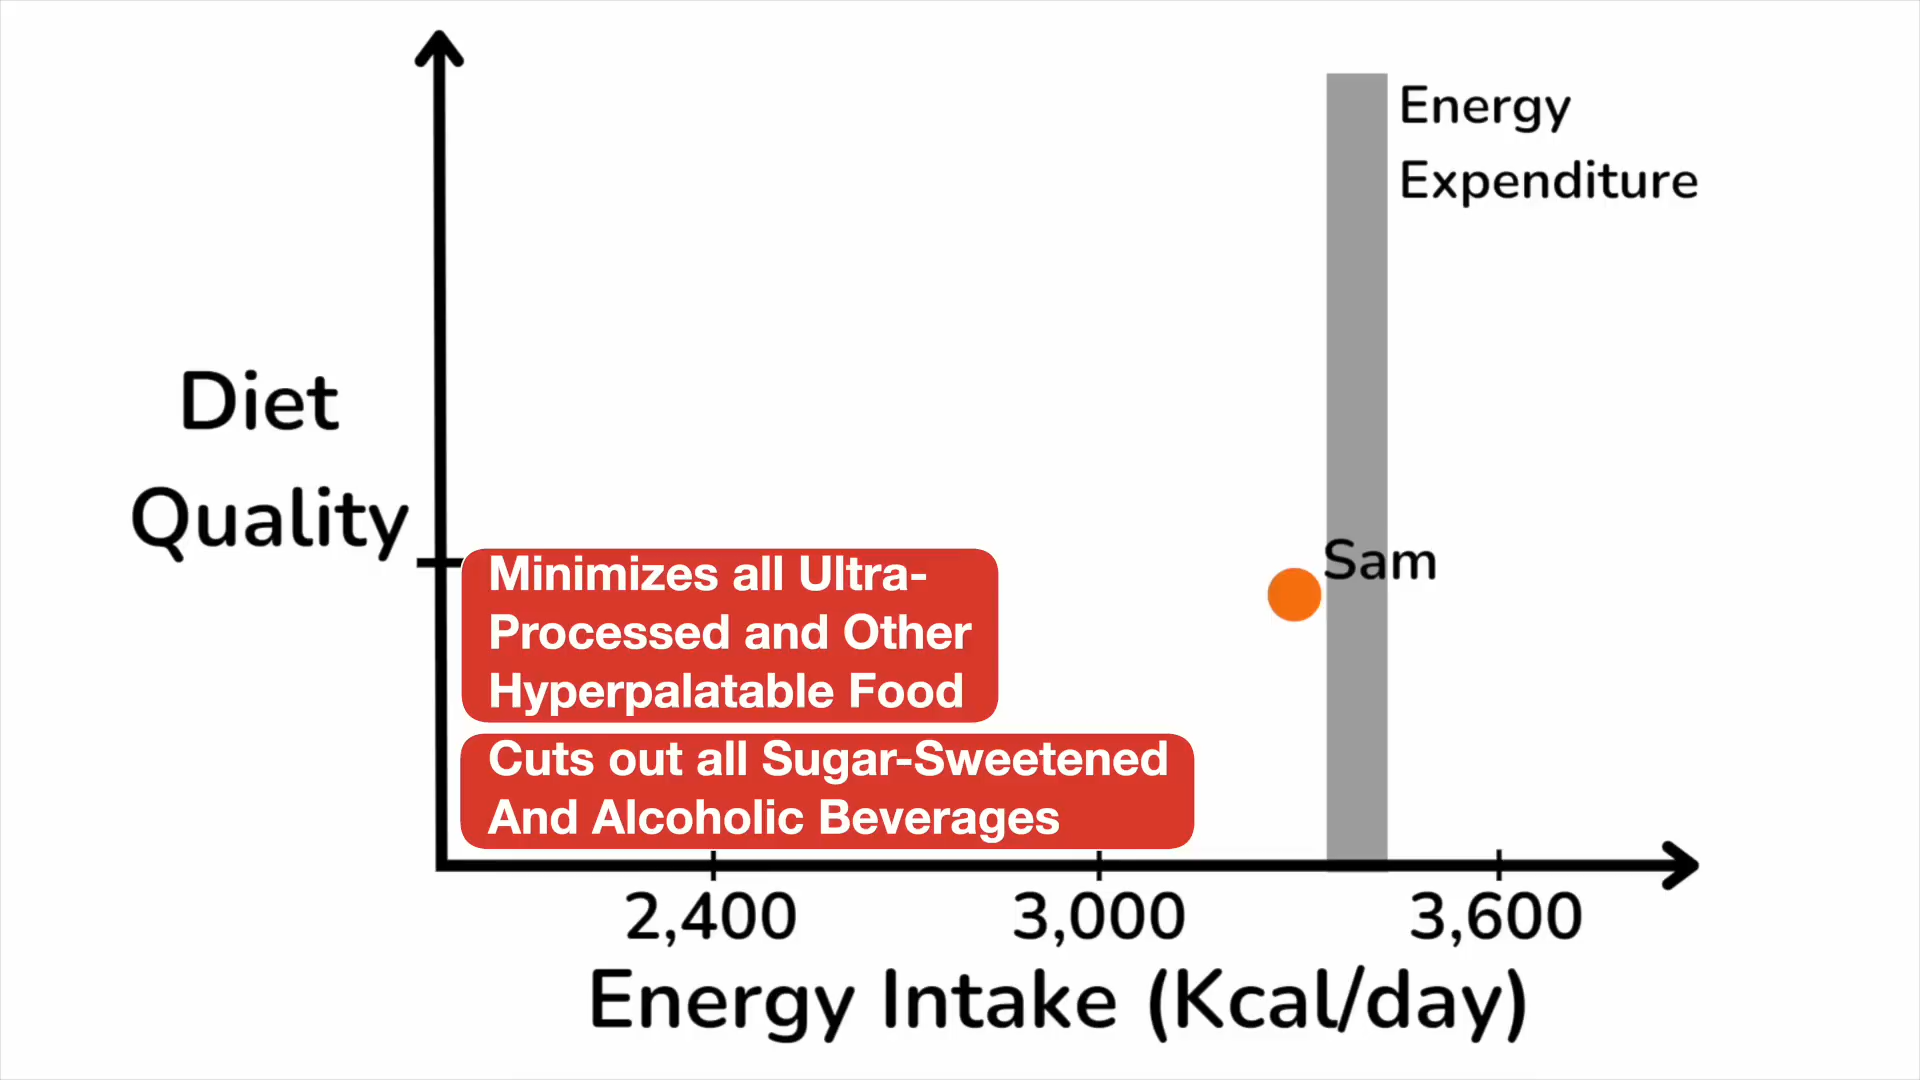 Energy
Expenditure
Diet
Quality
Sam
Minimizes all Ultra-
Processed and Other
Hyperpalatable Food
Cuts out all Sugar-Sweetened
And Alcoholic Beverages
2,400
3,000
3,600
Energy Intake (Kcal/day)